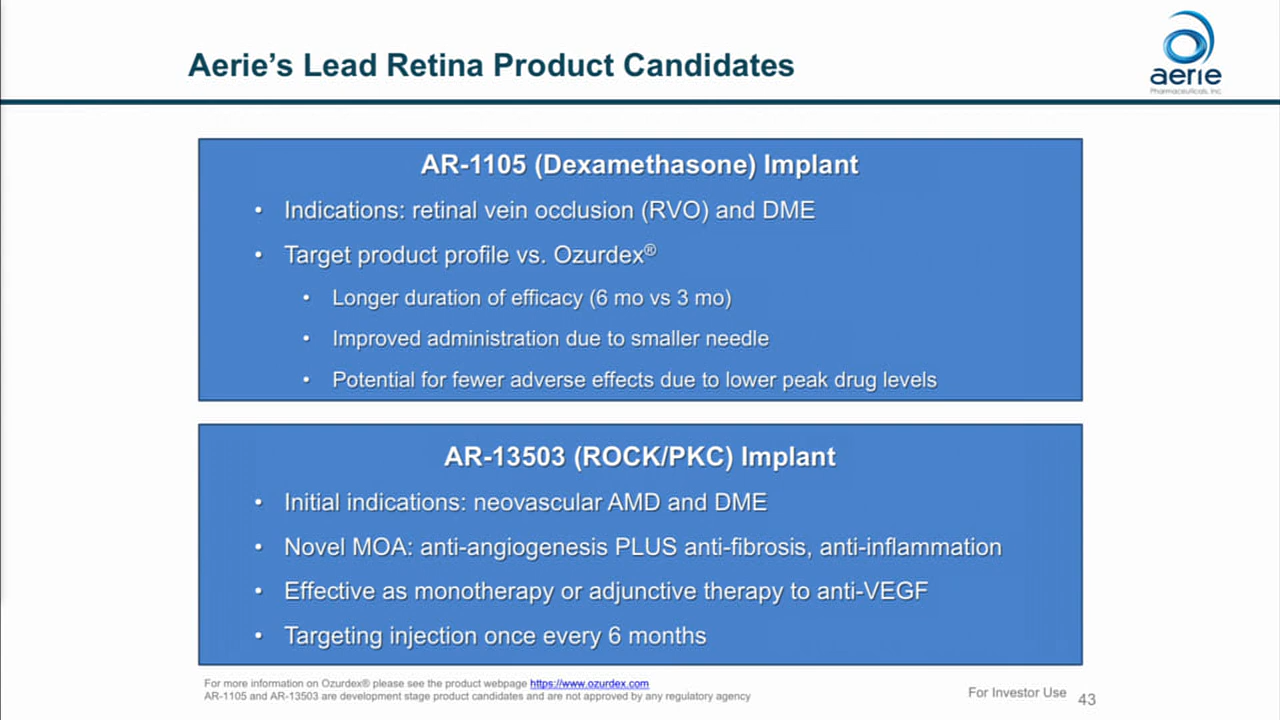 Aerie’s Lead Retina Product Candidates
aerie
Pharmaceuticals, Inc.
AR-1105 (Dexamethasone) Implant
• Indications: retinal vein occlusion (RVO) and DME
• Target product profile vs. Ozurdex®
• Longer duration of efficacy (6 mo vs 3 mo)
• Improved administration due to smaller needle
• Potential for fewer adverse effects due to lower peak drug levels
AR-13503 (ROCK/PKC) Implant
• Initial indications: neovascular AMD and DME
• Novel MOA: anti-angiogenesis PLUS anti-fibrosis, anti-inflammation
• Effective as monotherapy or adjunctive therapy to anti-VEGF
• Targeting injection once every 6 months
For more information on Ozurdex® please see the product webpage https://www.ozurdex.com
AR-1105 and AR-13503 are development stage product candidates and are not approved by any regulatory agency
For Investor Use 43